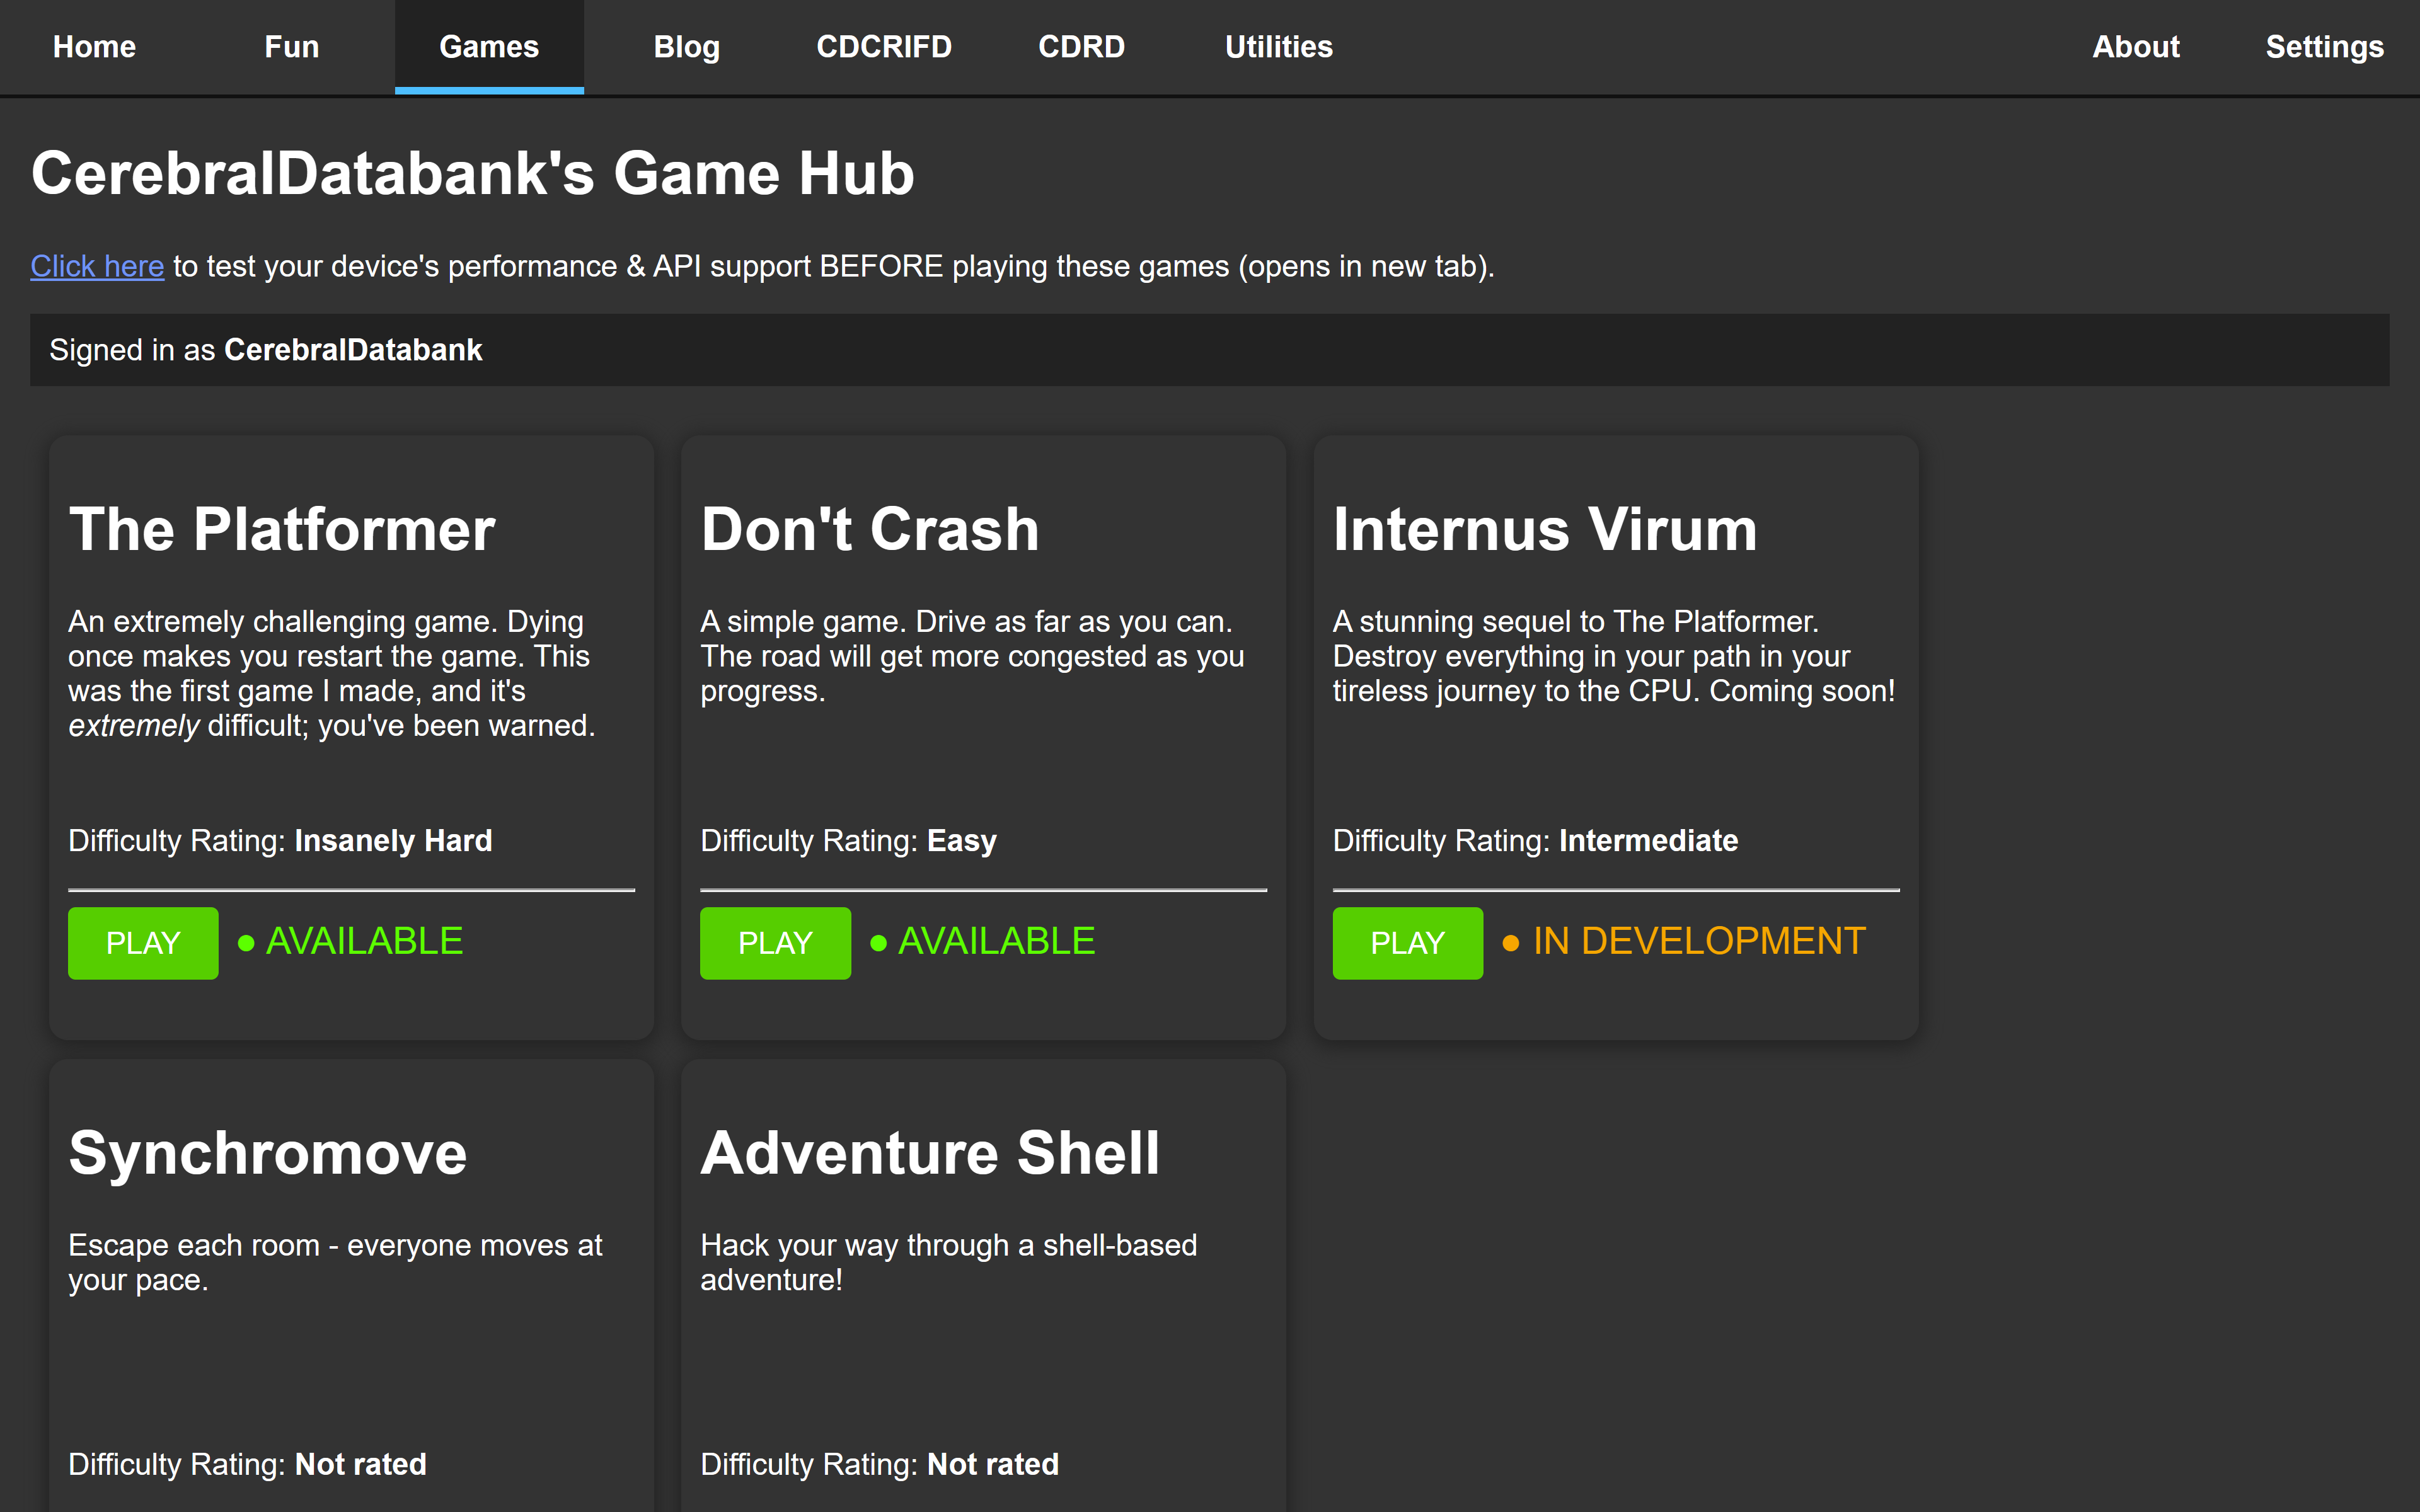 Home Fun Games Blog CDCRIFD CDRD Utilities About Settings
CerebralDatabank's Game Hub
Click here to test your device's performance & API support BEFORE playing these games (opens in new tab).
Signed in as CerebralDatabank
The Platformer
An extremely challenging game. Dying
once makes you restart the game. This
was the first game I made, and it's
extremely difficult; you've been warned.
Difficulty Rating: Insanely Hard
PLAY ● AVAILABLE
Don't Crash
A simple game. Drive as far as you can.
The road will get more congested as you
progress.
Difficulty Rating: Easy
PLAY ● AVAILABLE
Internus Virum
A stunning sequel to The Platformer.
Destroy everything in your path in your
tireless journey to the CPU. Coming soon!
Difficulty Rating: Intermediate
PLAY ● IN DEVELOPMENT
Synchromove
Escape each room - everyone moves at
your pace.
Difficulty Rating: Not rated
Adventure Shell
Hack your way through a shell-based
adventure!
Difficulty Rating: Not rated